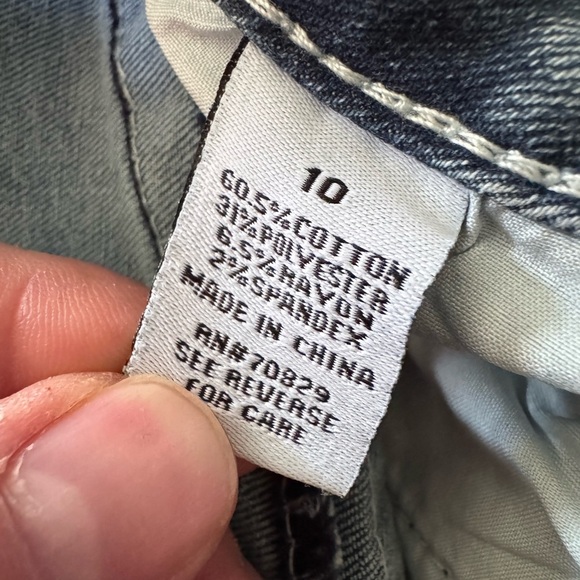 10
60.5%COTTON
31%POLYESTER
6.5%RAYON
2%SPANDEX
MADE IN CHINA
RN#70829
SEE REVERSE
FOR CARE